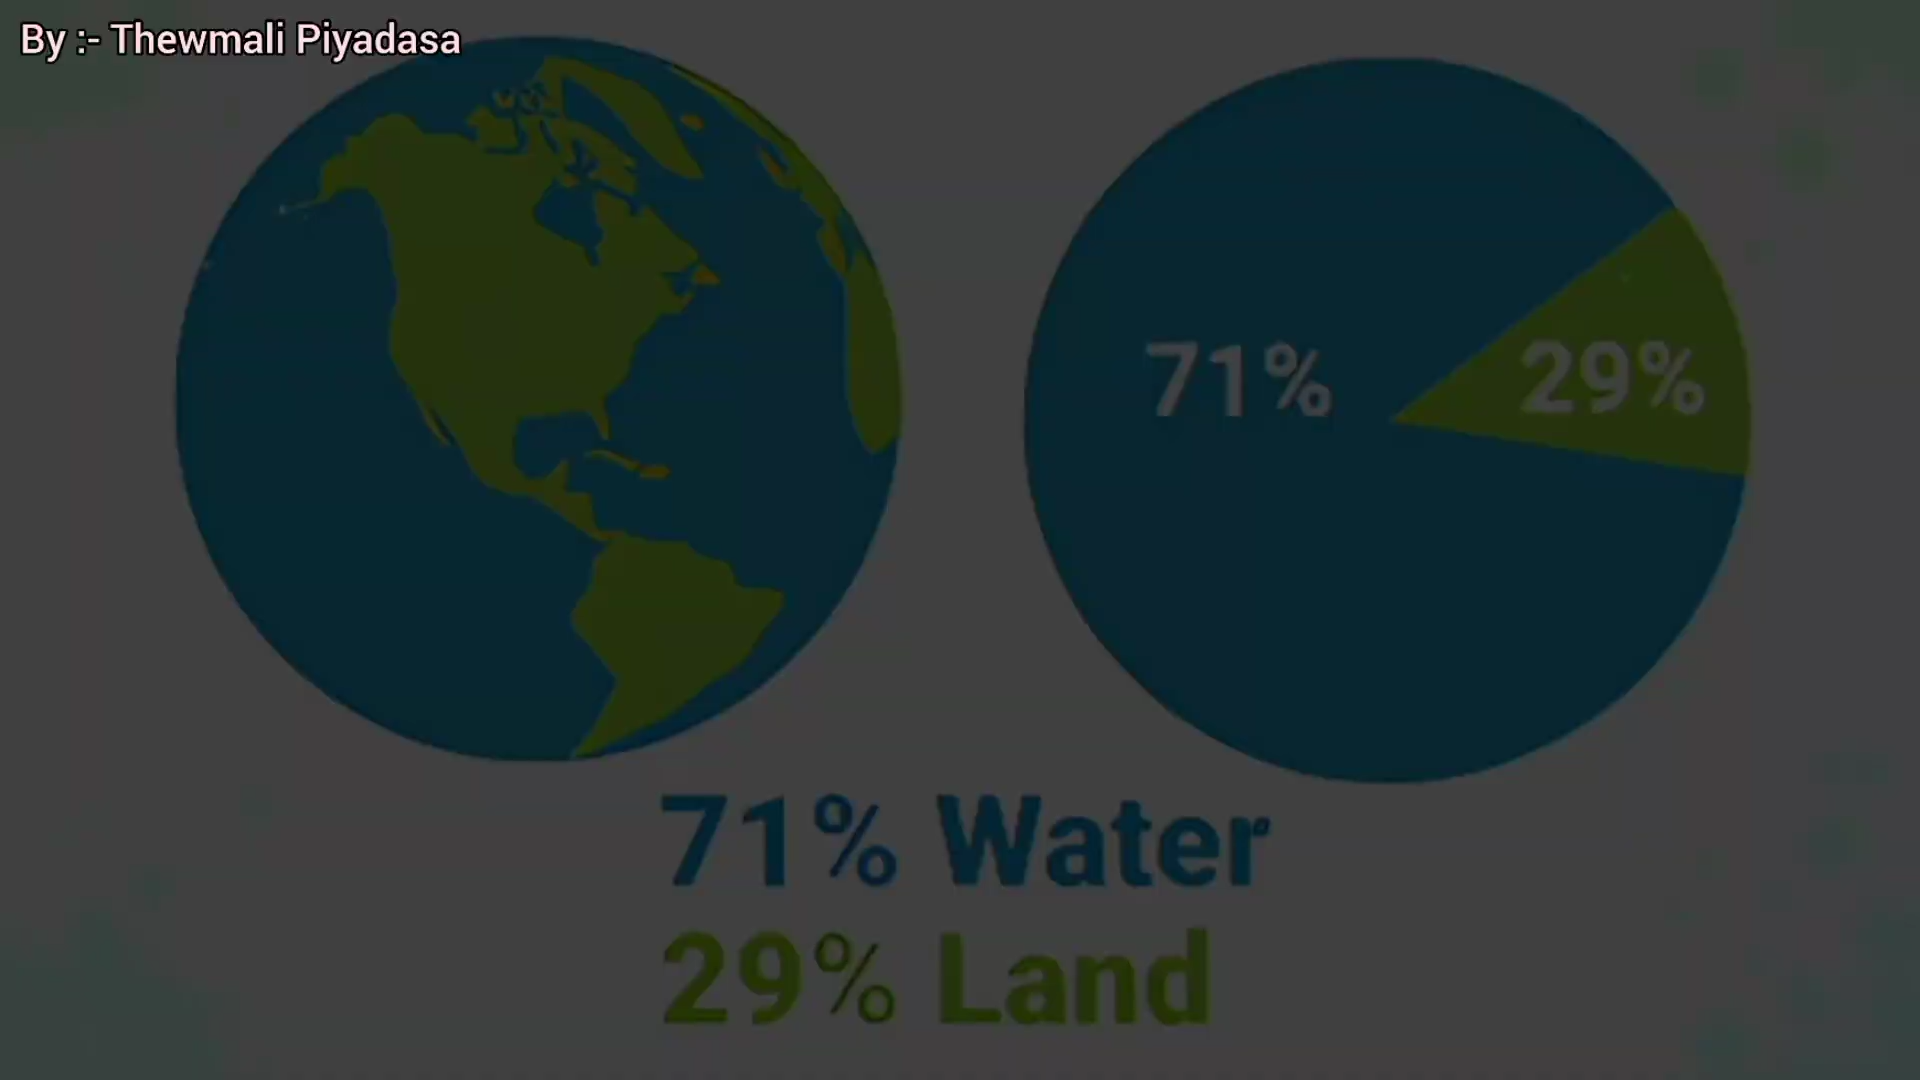 By :- Thewmali Piyadasa
71%
29%
71% Water
29% Land